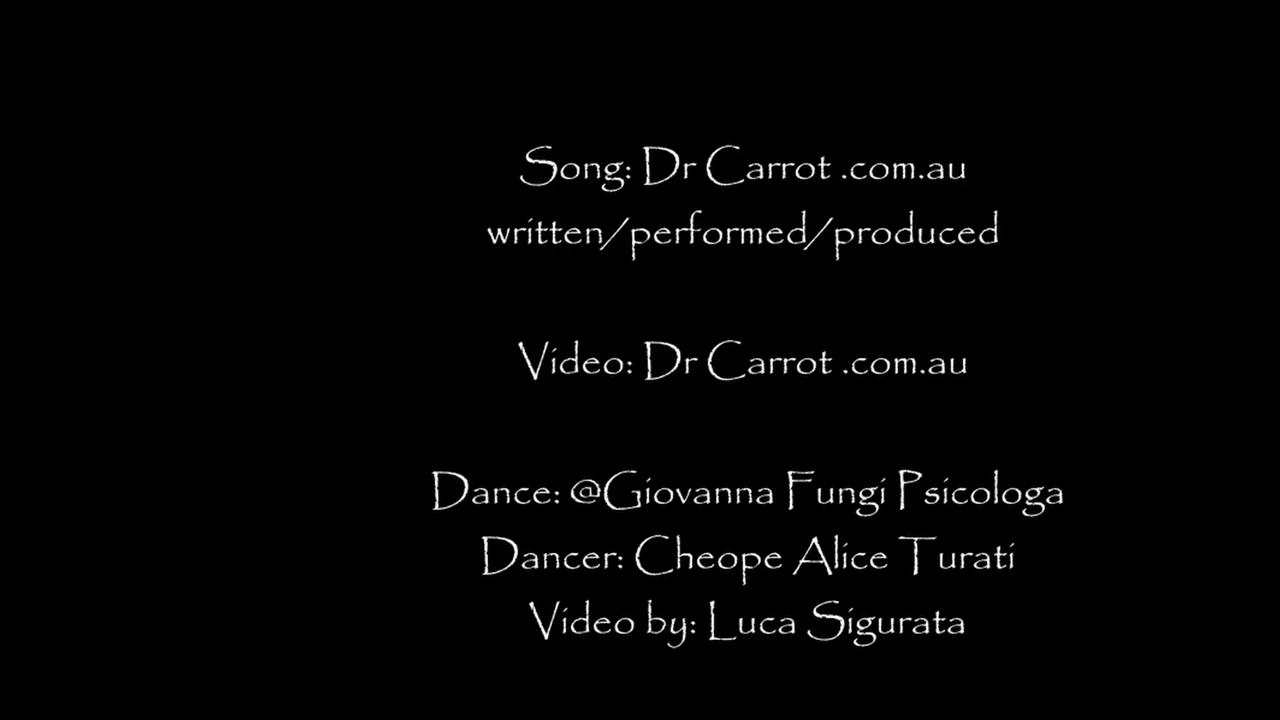 Song: Dr Carrot .com.au
written/performed/produced
Video: Dr Carrot .com.au
Dance: @Giovanna Fungi Psicologa
Dancer: Cheope Alice Turati
Video by: Luca Sigurata